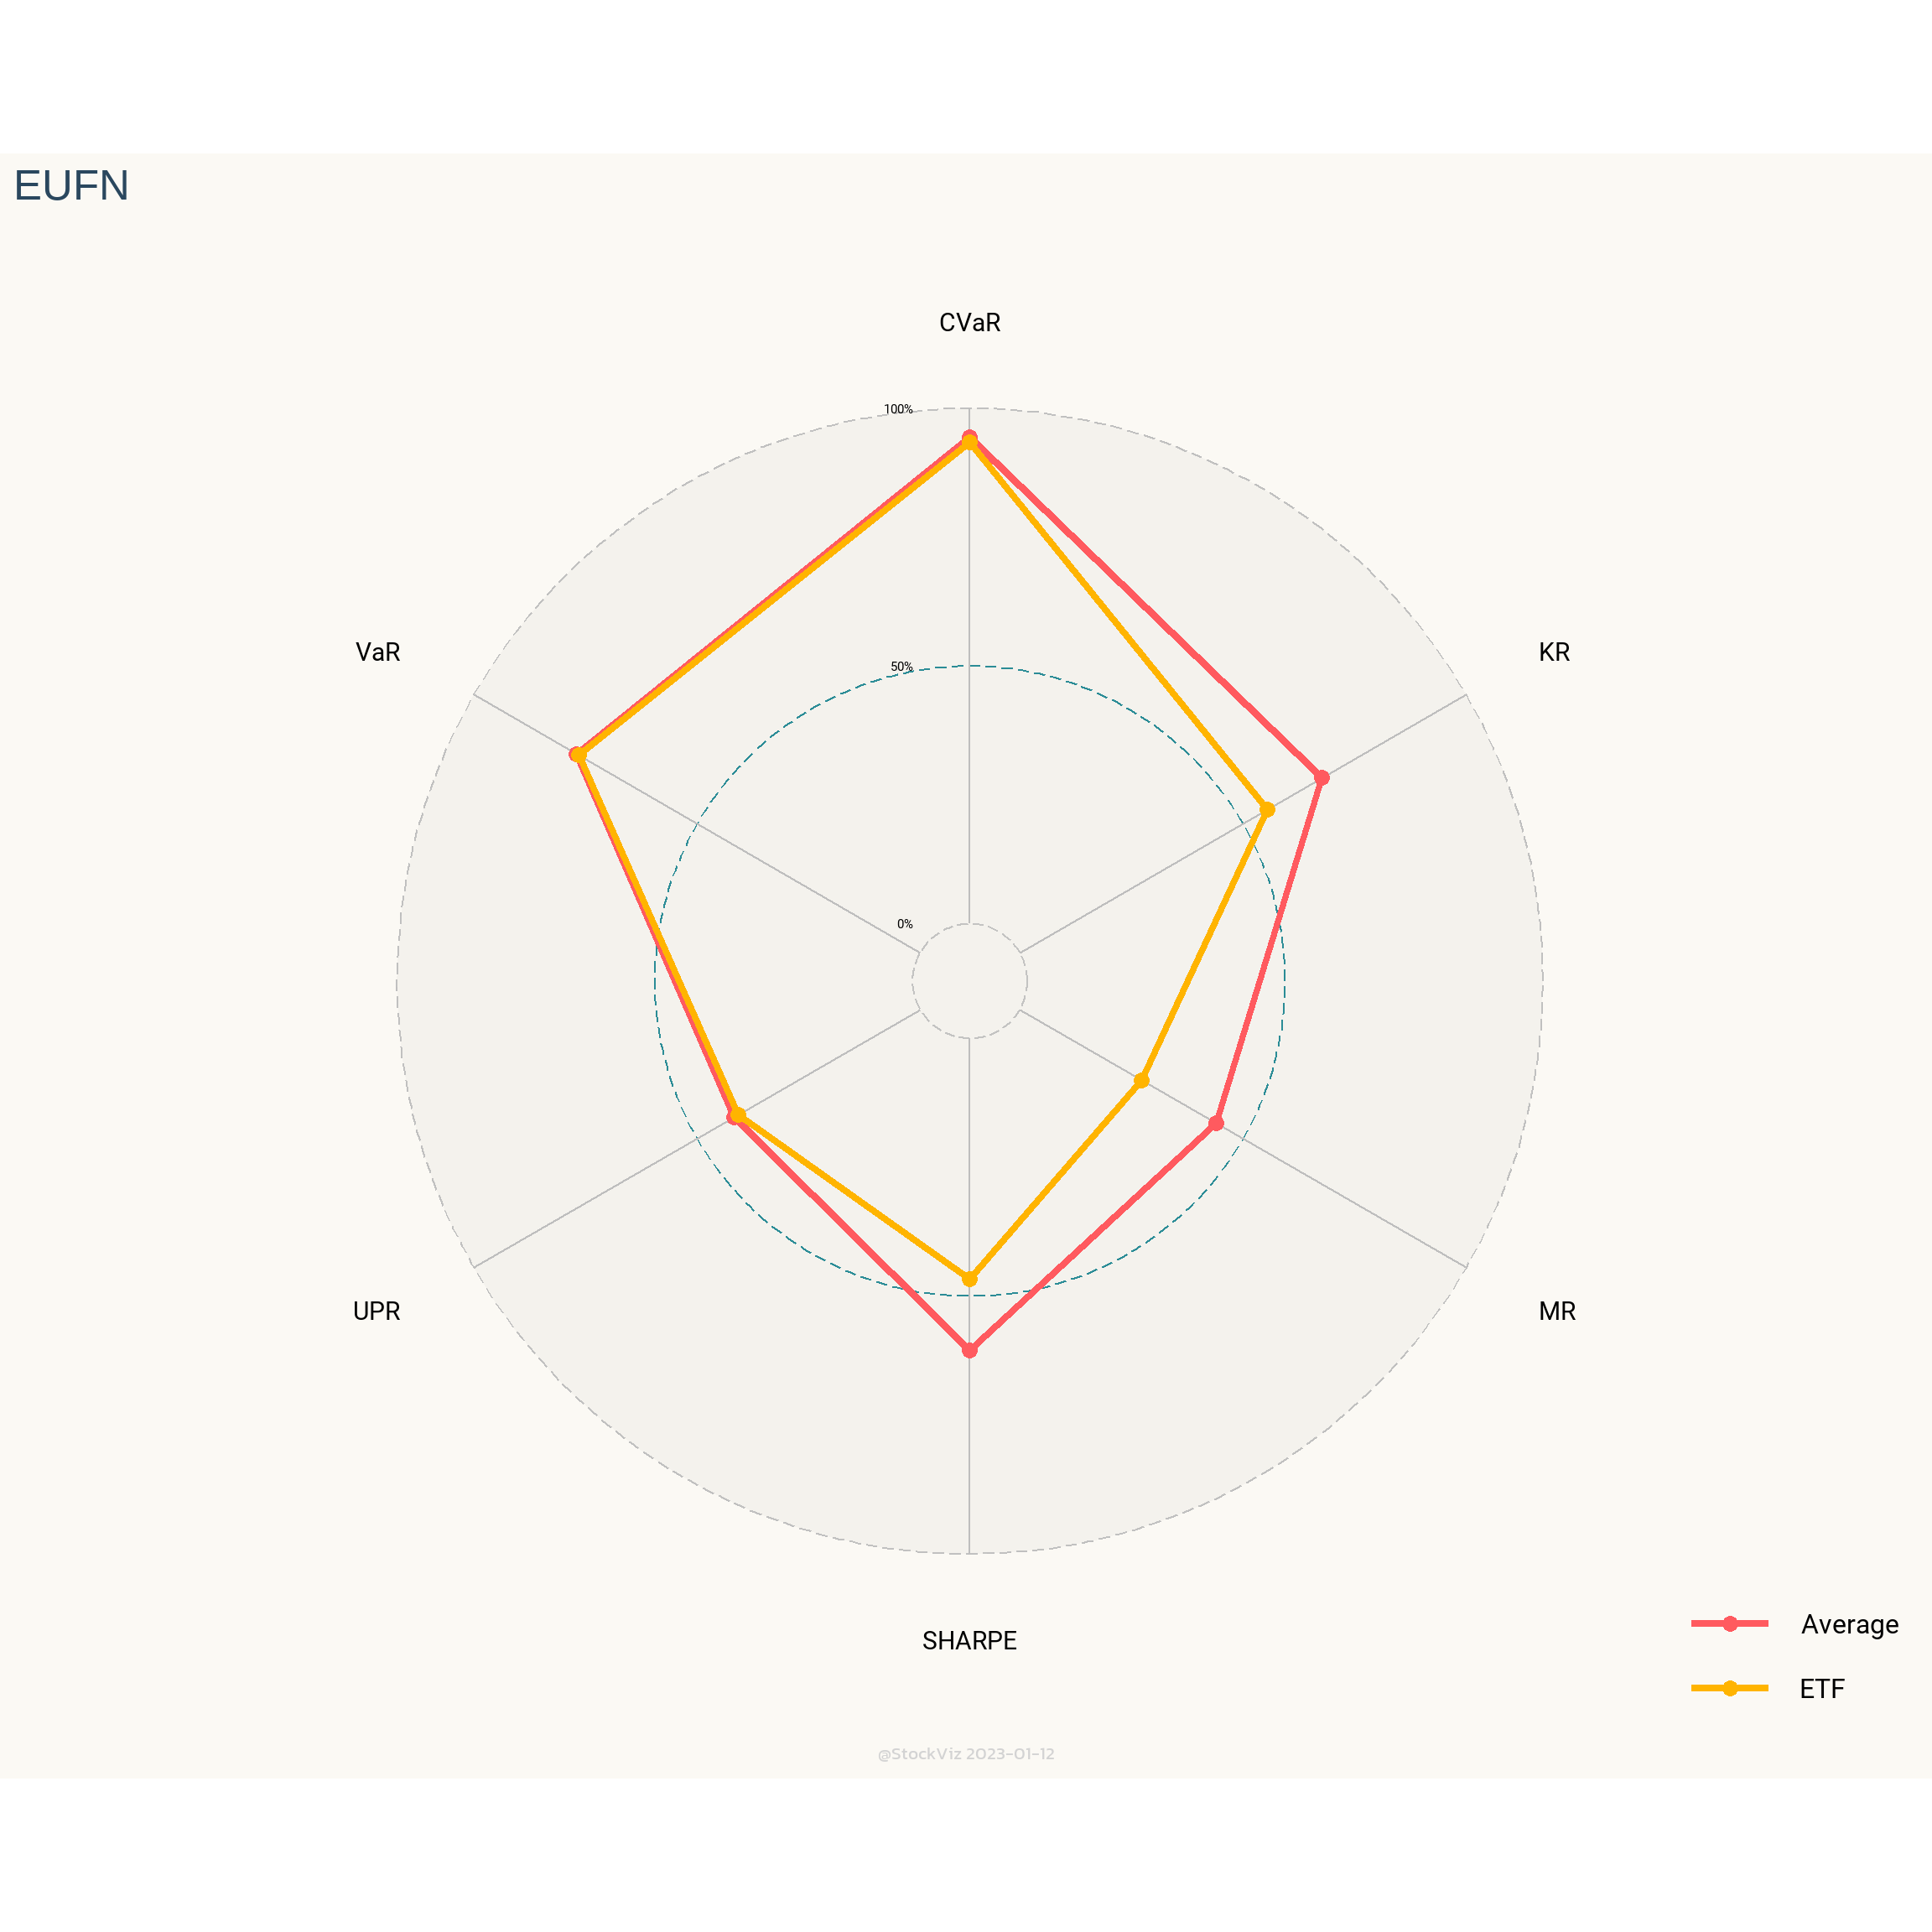 EUFN
CVaR
100%
KR
VaR
50%
0%
UPR
MR
SHARPE
Average
ETF
@StockViz 2023-01-12